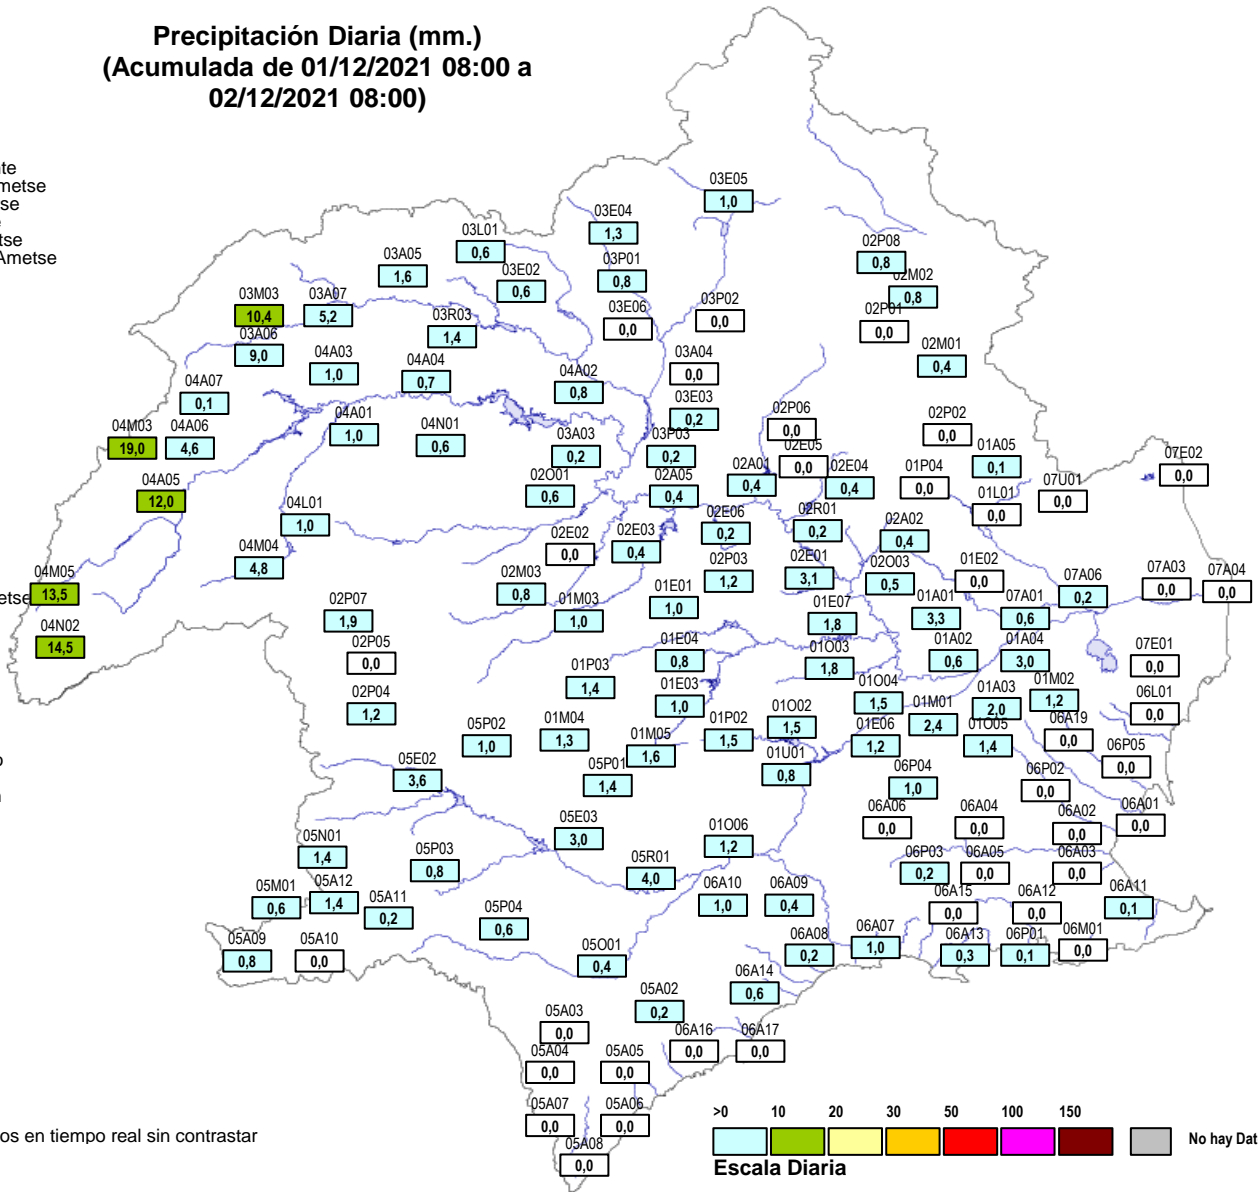 Precipitación Diaria (mm.)
(Acumulada de 01/12/2021 08:00 a
02/12/2021 08:00)
nte
metse
tse
e
tse
Ametse
03E05
1,0
03E04
1,3
03L01
0,6
03A05
1,6
03P01
0,8
03E02
0,6
02P08
0,8
02M02
0,8
03M03
10,4
03A07
5,2
03E06
0,0
03P02
0,0
02P01
0,0
03R03
1,4
03A06
9,0
04A03
1,0
04A04
0,7
03A04
0,0
02M01
0,4
04A02
0,8
04A07
0,1
03E03
0,2
04A01
1,0
04M03
19,0
04A06
4,6
04N01
0,6
03A03
0,2
03P03
0,2
02P06
0,0
02P02
0,0
02E05
0,0
01A05
0,1
07E02
0,0
04A05
12,0
02O01
0,6
02A05
0,4
02A01
0,4
02E04
0,4
01P04
0,0
07U01
0,0
01L01
0,0
04L01
1,0
02E06
0,2
02R01
0,2
02A02
0,4
02E02
0,0
02E03
0,4
04M04
4,8
04M05
13,5
etse
02M03
0,8
02P03
1,2
02E01
3,1
02O03
0,5
01E02
0,0
07A06
0,2
07A03
0,0
07A04
0,0
02P07
1,9
01M03
1,0
01E01
1,0
01E07
1,8
01A01
3,3
07A01
0,6
04N02
14,5
02P05
0,0
01E04
0,8
01O03
1,8
01A02
0,6
01A04
3,0
07E01
0,0
01P03
1,4
01E03
1,0
01O04
1,5
01M02
1,2
01A03
2,0
06L01
0,0
02P04
1,2
01M01
2,4
05P02
1,0
01M04
1,3
01P02
1,5
01O02
1,5
01E06
1,2
01O05
1,4
06A19
0,0
01M05
1,6
06P05
0,0
05E02
3,6
05P01
1,4
01U01
0,8
06P04
1,0
06P02
0,0
o
05E03
3,0
06A06
0,0
06A04
0,0
06A02
0,0
06A01
0,0
05N01
1,4
01O06
1,2
05P03
0,8
05R01
4,0
06P03
0,2
06A05
0,0
06A03
0,0
05M01
0,6
05A12
1,4
05A11
0,2
06A10
1,0
06A09
0,4
06A15
0,0
06A12
0,0
06A11
0,1
05P04
0,6
05A09
0,8
05A10
0,0
05O01
0,4
06A08
0,2
06A07
1,0
06A13
0,3
06P01
0,1
06M01
0,0
06A14
0,6
05A02
0,2
05A03
0,0
06A16
0,0
06A17
0,0
05A04
0,0
05A05
0,0
05A07
0,0
05A06
0,0
05A08
0,0
os en tiempo real sin contrastar
>0 10 20 30 50 100 150
No hay Dat
Escala Diaria